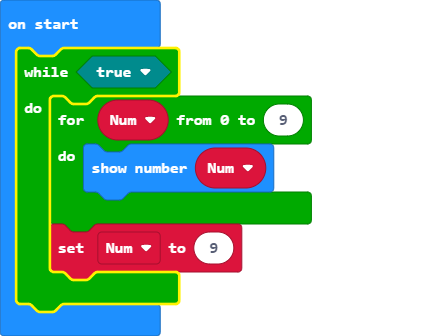 on start
while true
do
for Num from 0 to 9
do
show number Num
set Num to 9